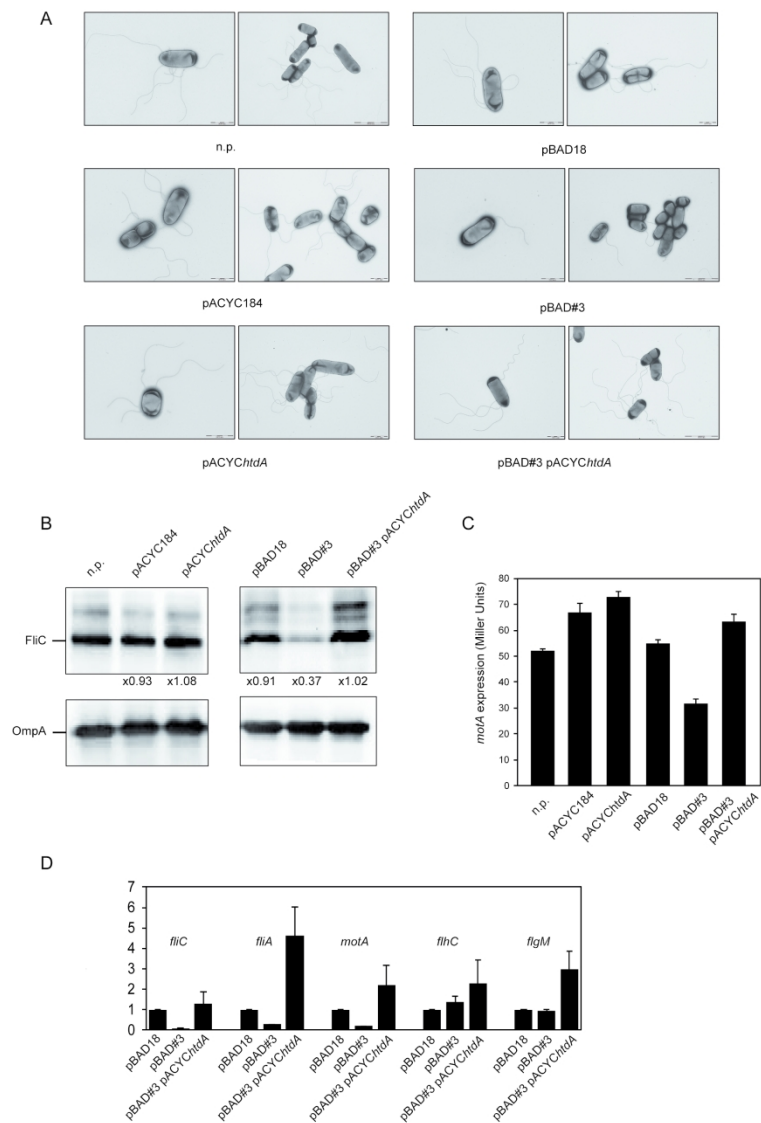 A
n.p.
pBAD18
pACYC184
pBAD#3
pACYChtdA
pBAD#3 pACYChtdA
B
n.p.
pACYC184
pACYChtdA
pBAD18
pBAD#3
pBAD#3 pACYChtdA
FliC
x0.93 x1.08
x0.91 x0.37 x1.02
OmpA
C
motA expression (Miller Units)
80
70
60
50
40
30
20
10
0
n.p.
pACYC184
pACYChtdA
pBAD18
pBAD#3
pBAD#3 pACYChtdA
D
7
6
5
4
3
2
1
0
fliC
fliA
motA
flhC
flgM
pBAD18
pBAD#3
pBAD#3 pACYChtdA
pBAD18
pBAD#3
pBAD#3 pACYChtdA
pBAD18
pBAD#3
pBAD#3 pACYChtdA
pBAD18
pBAD#3
pBAD#3 pACYChtdA
pBAD18
pBAD#3
pBAD#3 pACYChtdA